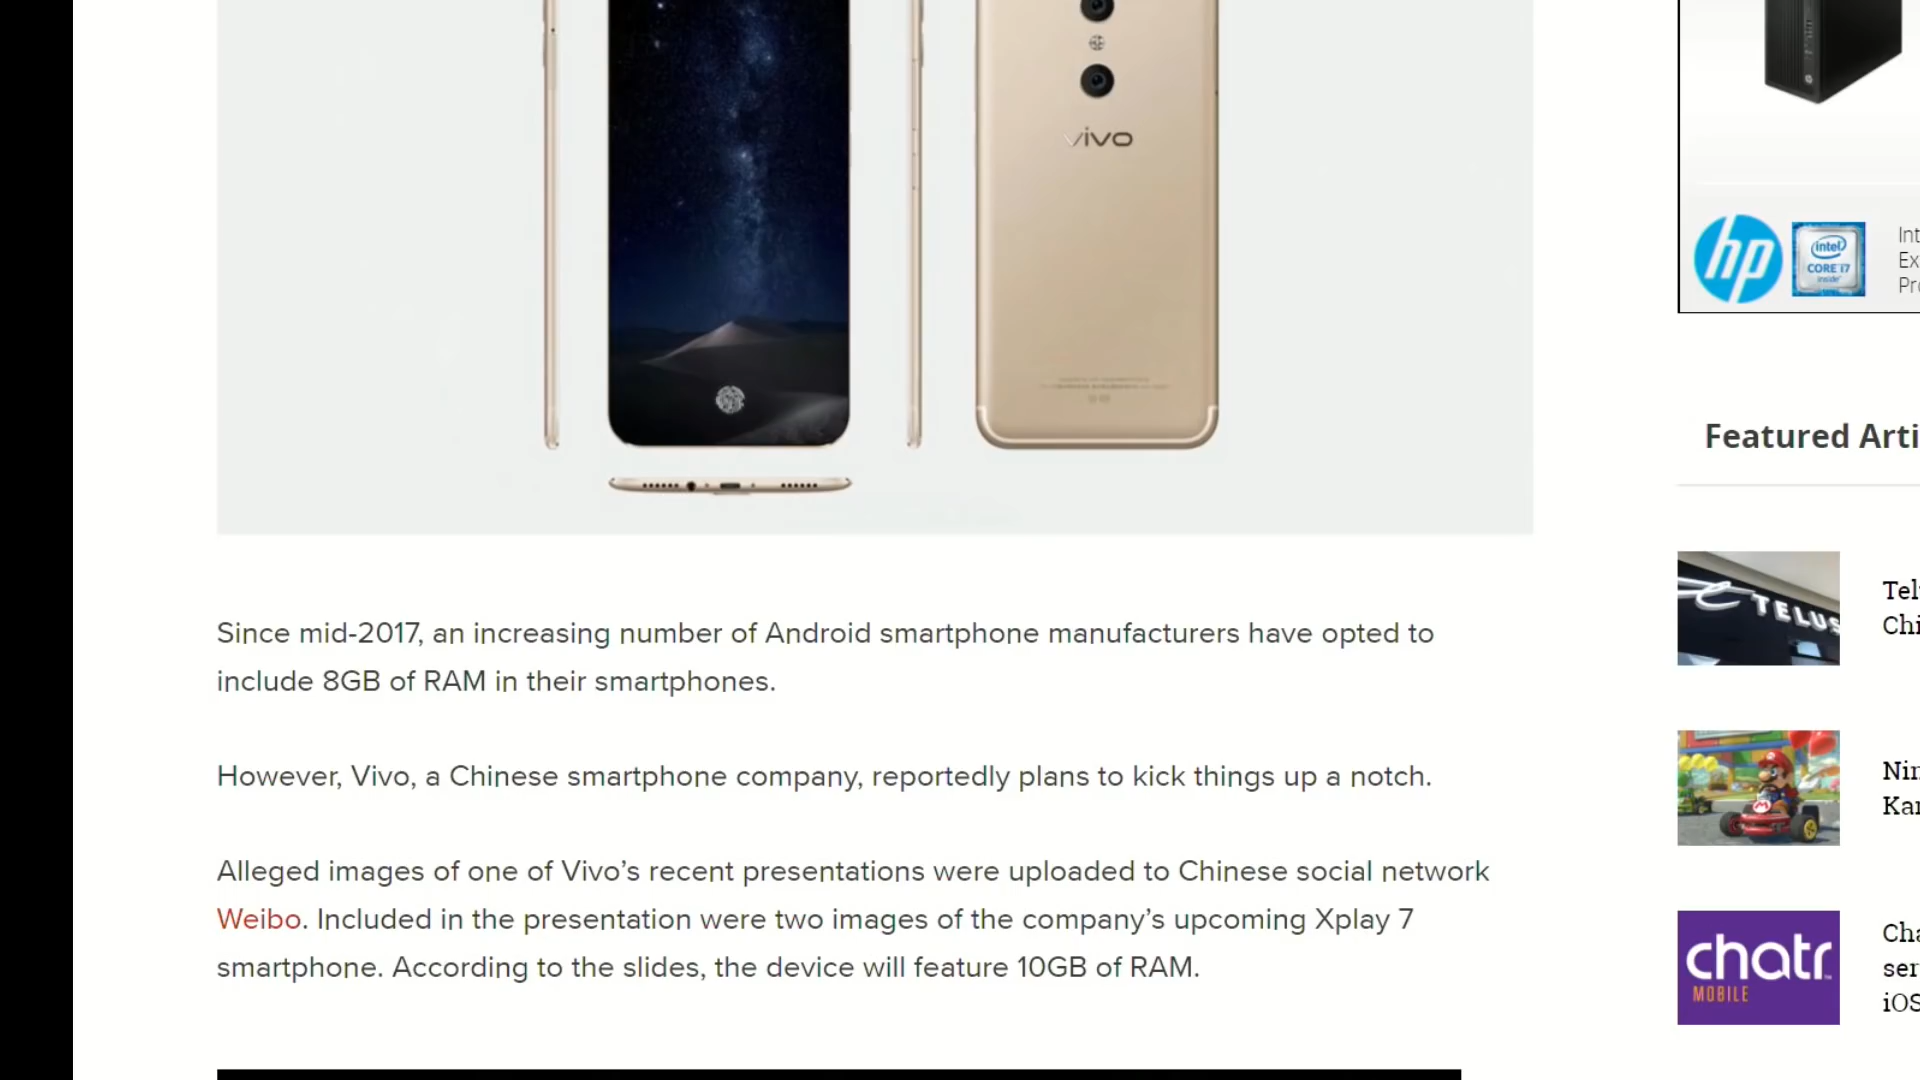 vivo
hp
intel
CORE i7
inside
Since mid-2017, an increasing number of Android smartphone manufacturers have opted to
include 8GB of RAM in their smartphones.
However, Vivo, a Chinese smartphone company, reportedly plans to kick things up a notch.
Alleged images of one of Vivo’s recent presentations were uploaded to Chinese social network
Weibo. Included in the presentation were two images of the company’s upcoming Xplay 7
smartphone. According to the slides, the device will feature 10GB of RAM.
Featured Arti
TELUS
chatr
MOBILE
iOS